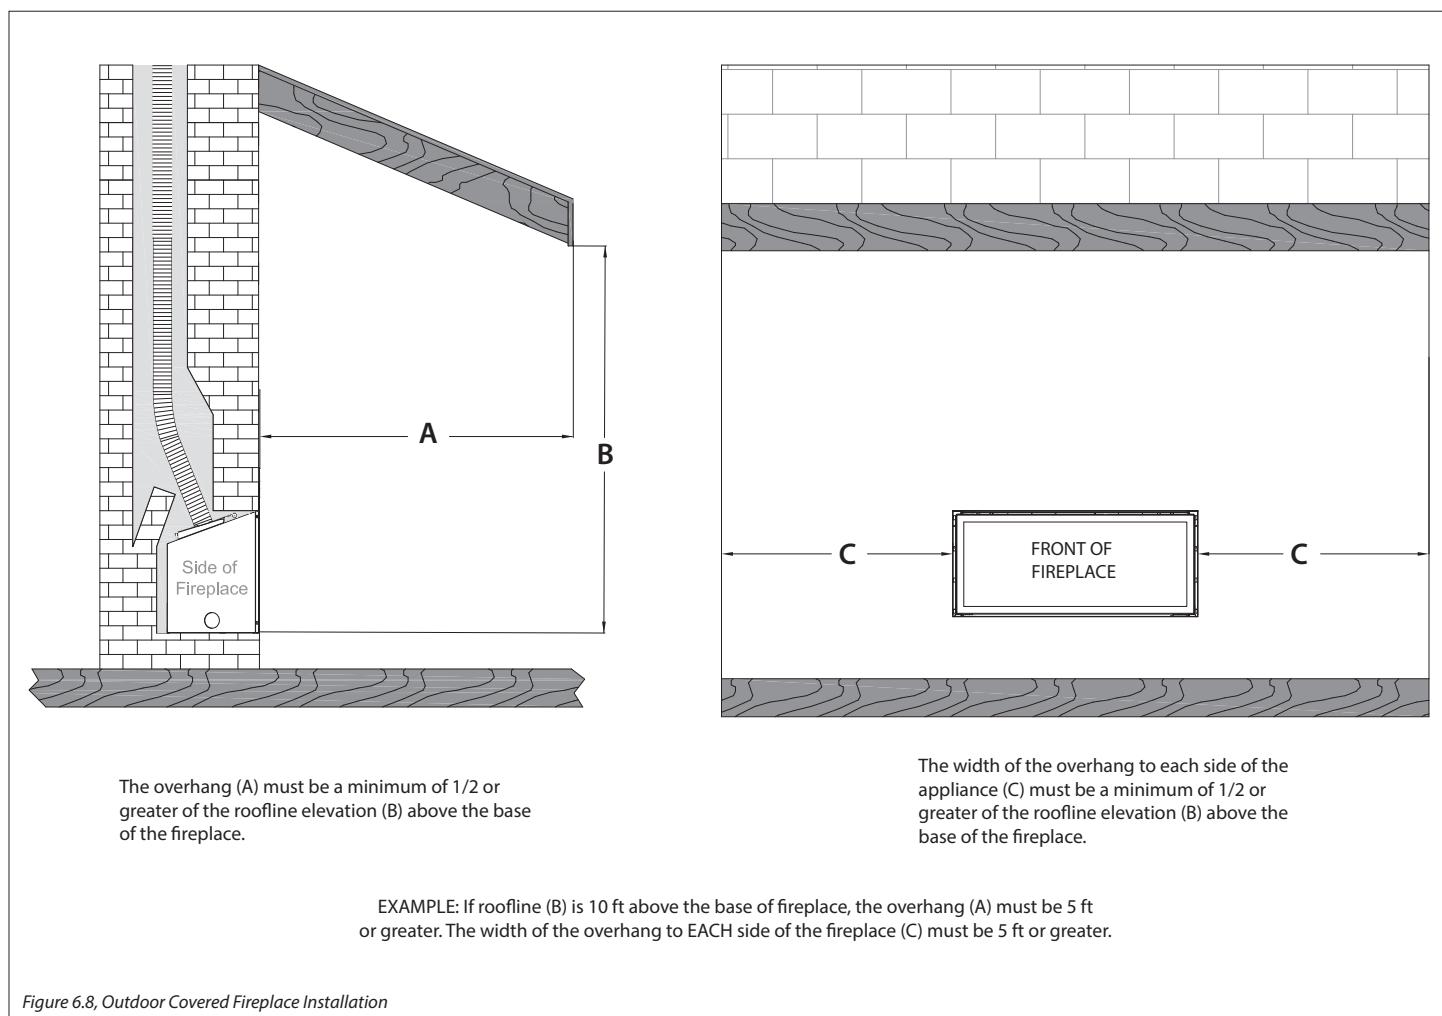 A
B
Side of
Fireplace
C
FRONT OF
FIREPLACE
C
The overhang (A) must be a minimum of 1/2 or
greater of the roofline elevation (B) above the base
of the fireplace.
The width of the overhang to each side of the
appliance (C) must be a minimum of 1/2 or
greater of the roofline elevation (B) above the
base of the fireplace.
EXAMPLE: If roofline (B) is 10 ft above the base of fireplace, the overhang (A) must be 5 ft
or greater. The width of the overhang to EACH side of the fireplace (C) must be 5 ft or greater.
Figure 6.8, Outdoor Covered Fireplace Installation